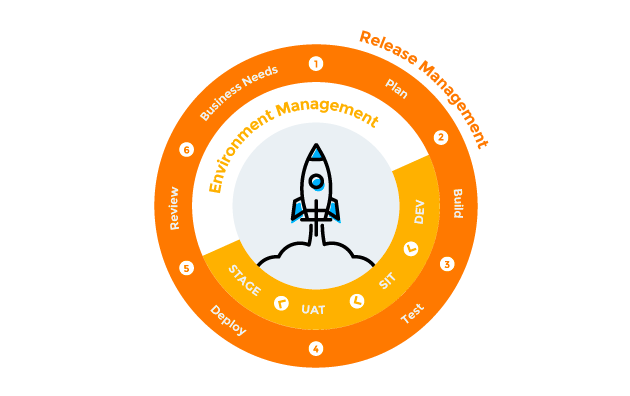 Release Management
1
Plan
2
Build
3
Test
4
Deploy
5
Review
6
Business Needs
Environment Management
DEV
SIT
UAT
STAGE